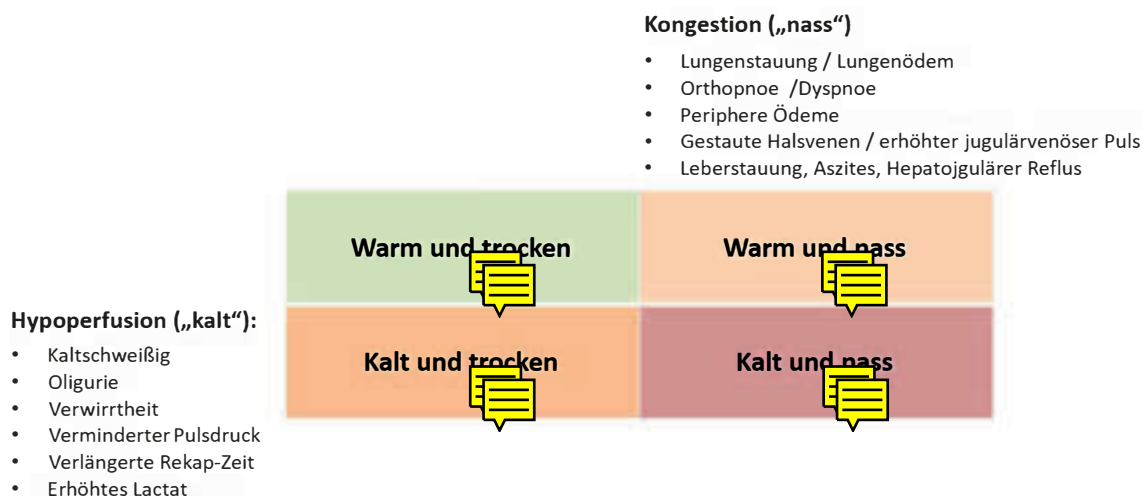 Kongestion („nass“)
• Lungenstauung / Lungenödem
• Orthopnoe /Dyspnoe
• Periphere Ödeme
• Gestaute Halsvenen / erhöhter jugulärvenöser Puls
• Leberstauung, Aszites, Hepatojgulärer Reflus
Warm und trocken
Warm und nass
Hypoperfusion („kalt“):
• Kaltschweißig
• Oligurie
• Verwirrtheit
• Verminderter Pulsdruck
• Verlängerte Rekap-Zeit
• Erhöhtes Lactat
Kalt und trocken
Kalt und nass